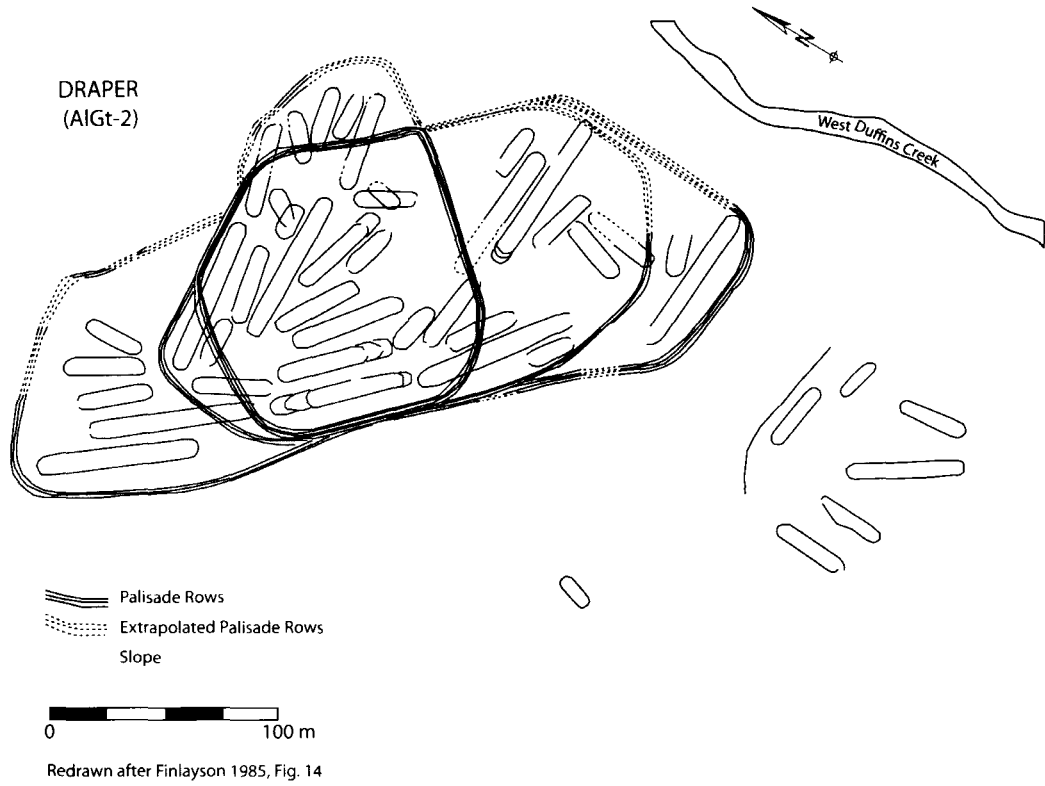 DRAPER
(AlGt-2)
N
West Duffins Creek
Palisade Rows
Extrapolated Palisade Rows
Slope
0 100 m
Redrawn after Finlayson 1985, Fig. 14